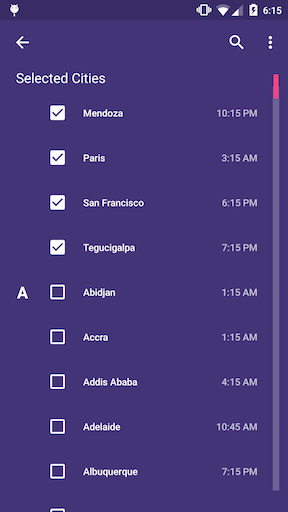 6:15
Selected Cities
Mendoza 10:15 PM
Paris 3:15 AM
San Francisco 6:15 PM
Tegucigalpa 7:15 PM
A Abidjan 1:15 AM
Accra 1:15 AM
Addis Ababa 4:15 AM
Adelaide 10:45 AM
Albuquerque 7:15 PM